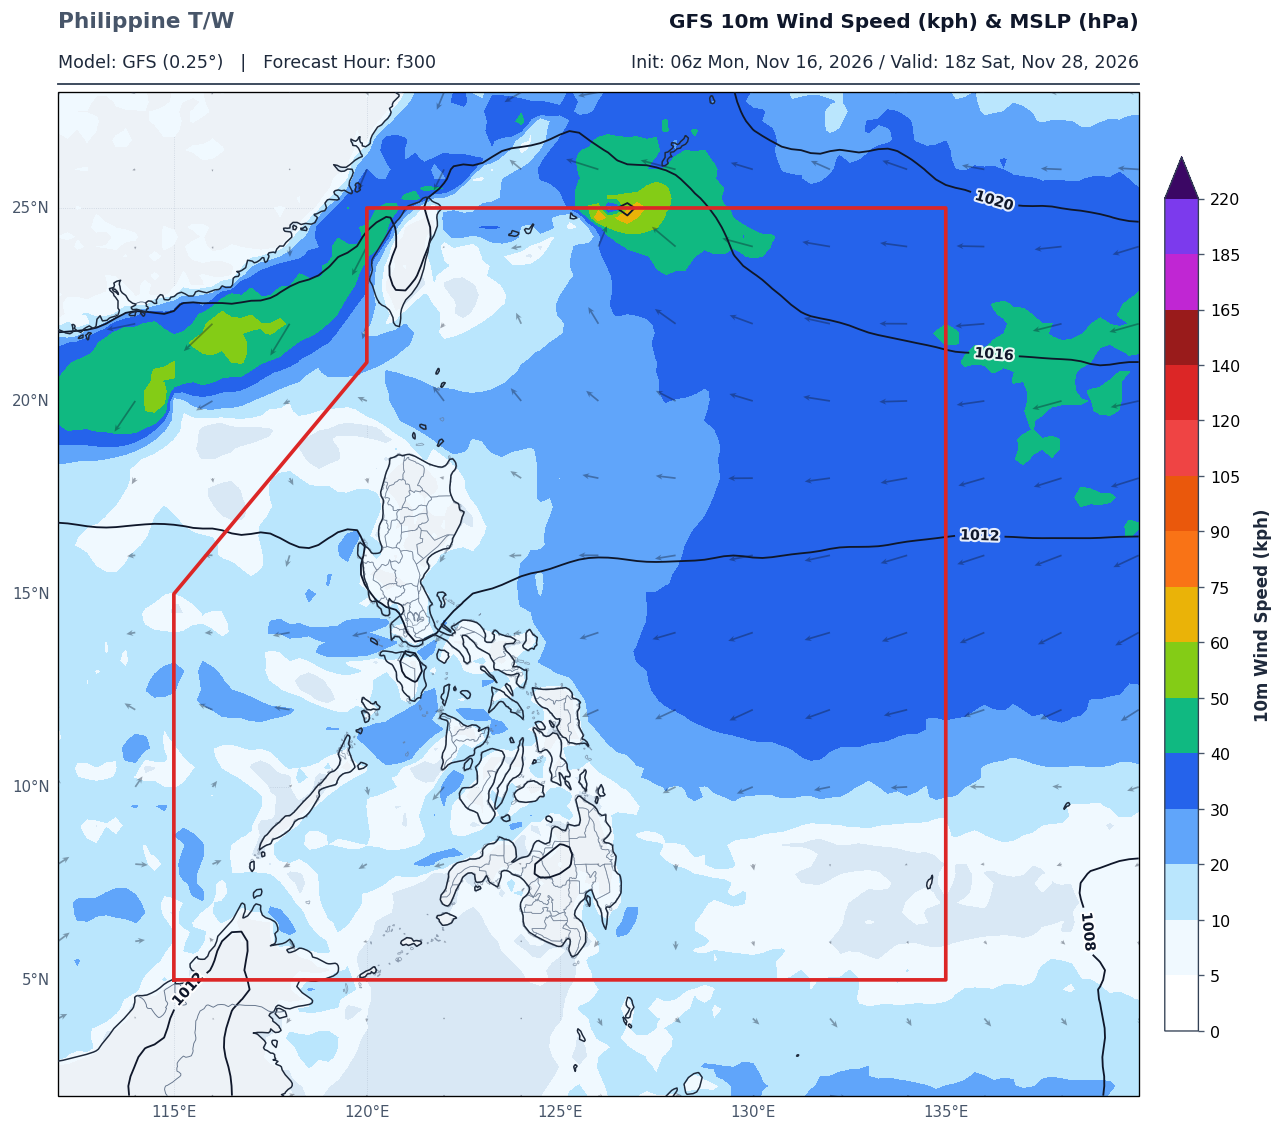 Philippine T/W
GFS 10m Wind Speed (kph) & MSLP (hPa)
Model: GFS (0.25°) | Forecast Hour: f300
Init: 06z Mon, Nov 16, 2026 / Valid: 18z Sat, Nov 28, 2026
25°N
20°N
15°N
10°N
5°N
115°E
120°E
125°E
130°E
135°E
1020
1016
1012
1008
1012
220
185
165
140
120
105
90
75
60
50
40
30
20
10
5
0
10m Wind Speed (kph)